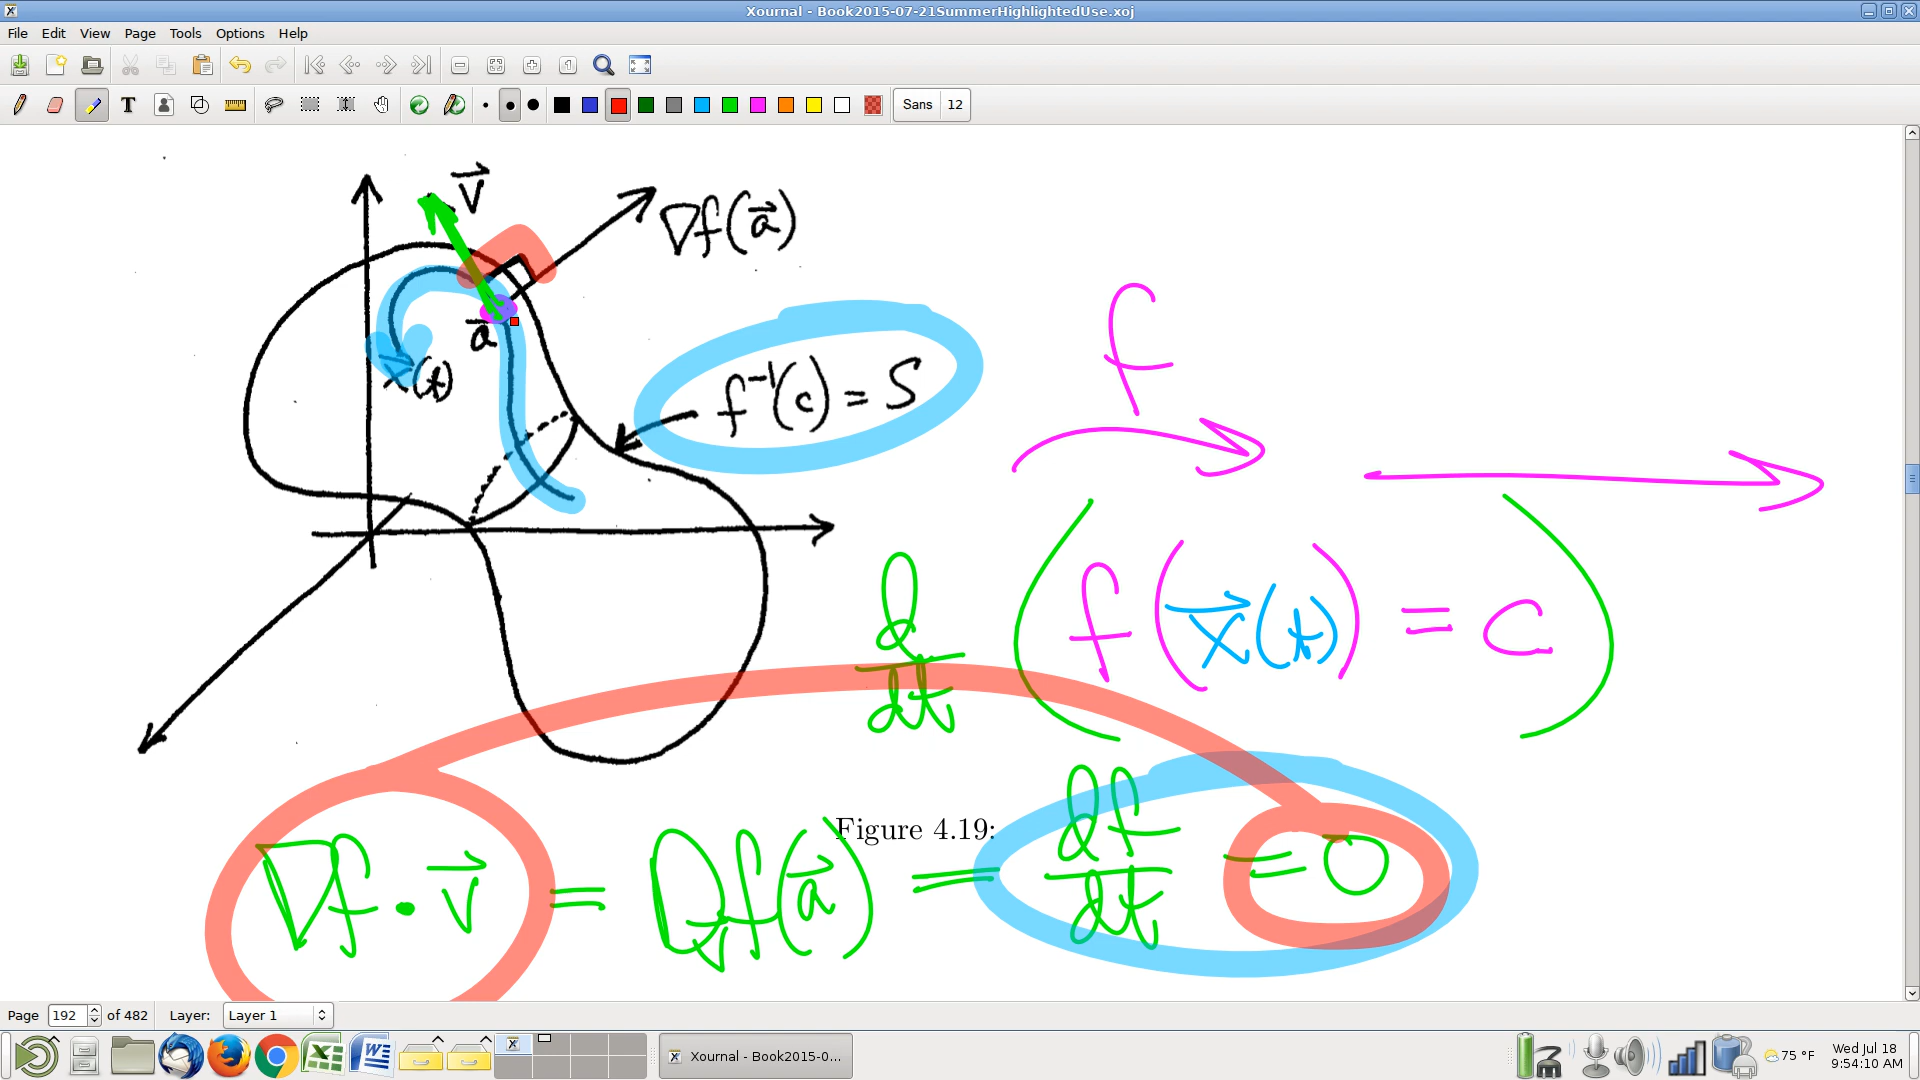 Xournal - Book2015-07-21SummerHighlightedUse.xoj
File Edit View Page Tools Options Help
Sans 12
v⃗
∇f(a⃗)
a⃗
x⃗(t)
f⁻¹(c) = S
f
d/dt ( f(x⃗(t)) = c )
Figure 4.19:
∇f · v⃗ = D_v f(a⃗) = df/dt = 0
Page 192 of 482 Layer: Layer 1
Xournal - Book2015-0...
75 °F
Wed Jul 18
9:54:10 AM